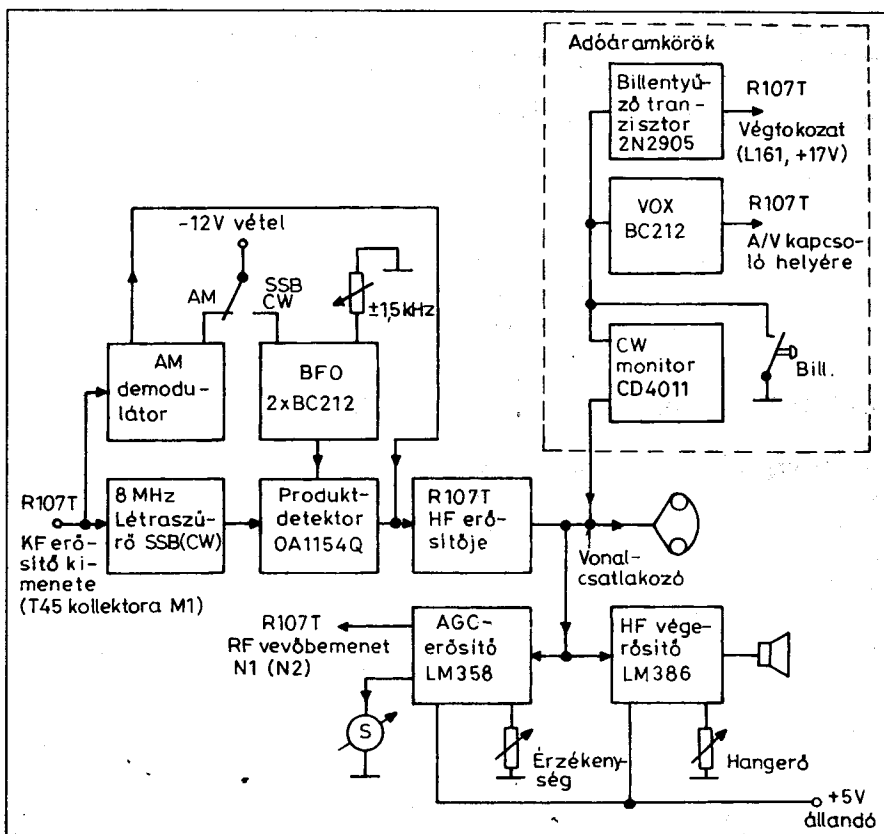 Adóáramkörök
Billentyű-
ző tran-
zisztor
2N2905
R107T
Végfokozat
(L161, +17V)
VOX
BC212
R107T
A/V kapcso-
ló helyére
CW
monitor
CD4011
Bill.
-12V vétel
AM
SSB
CW
±1,5kHz
AM
demodu-
látor
BFO
2xBC212
R107T
KF erő-
sítő ki-
menete
(T45 kollektora M1)
8 MHz
Létraszű-
rő SSB(CW)
Produkt-
detektor
OA1154Q
R107T
HF erő-
sítője
Vonal-
csatlakozó
R107T
RF vevőbemenet
N1 (N2)
AGC-
erősítő
LM358
HF vége-
rősítő
LM386
S
Érzékeny-
ség
Hangerő
+5V
állandó